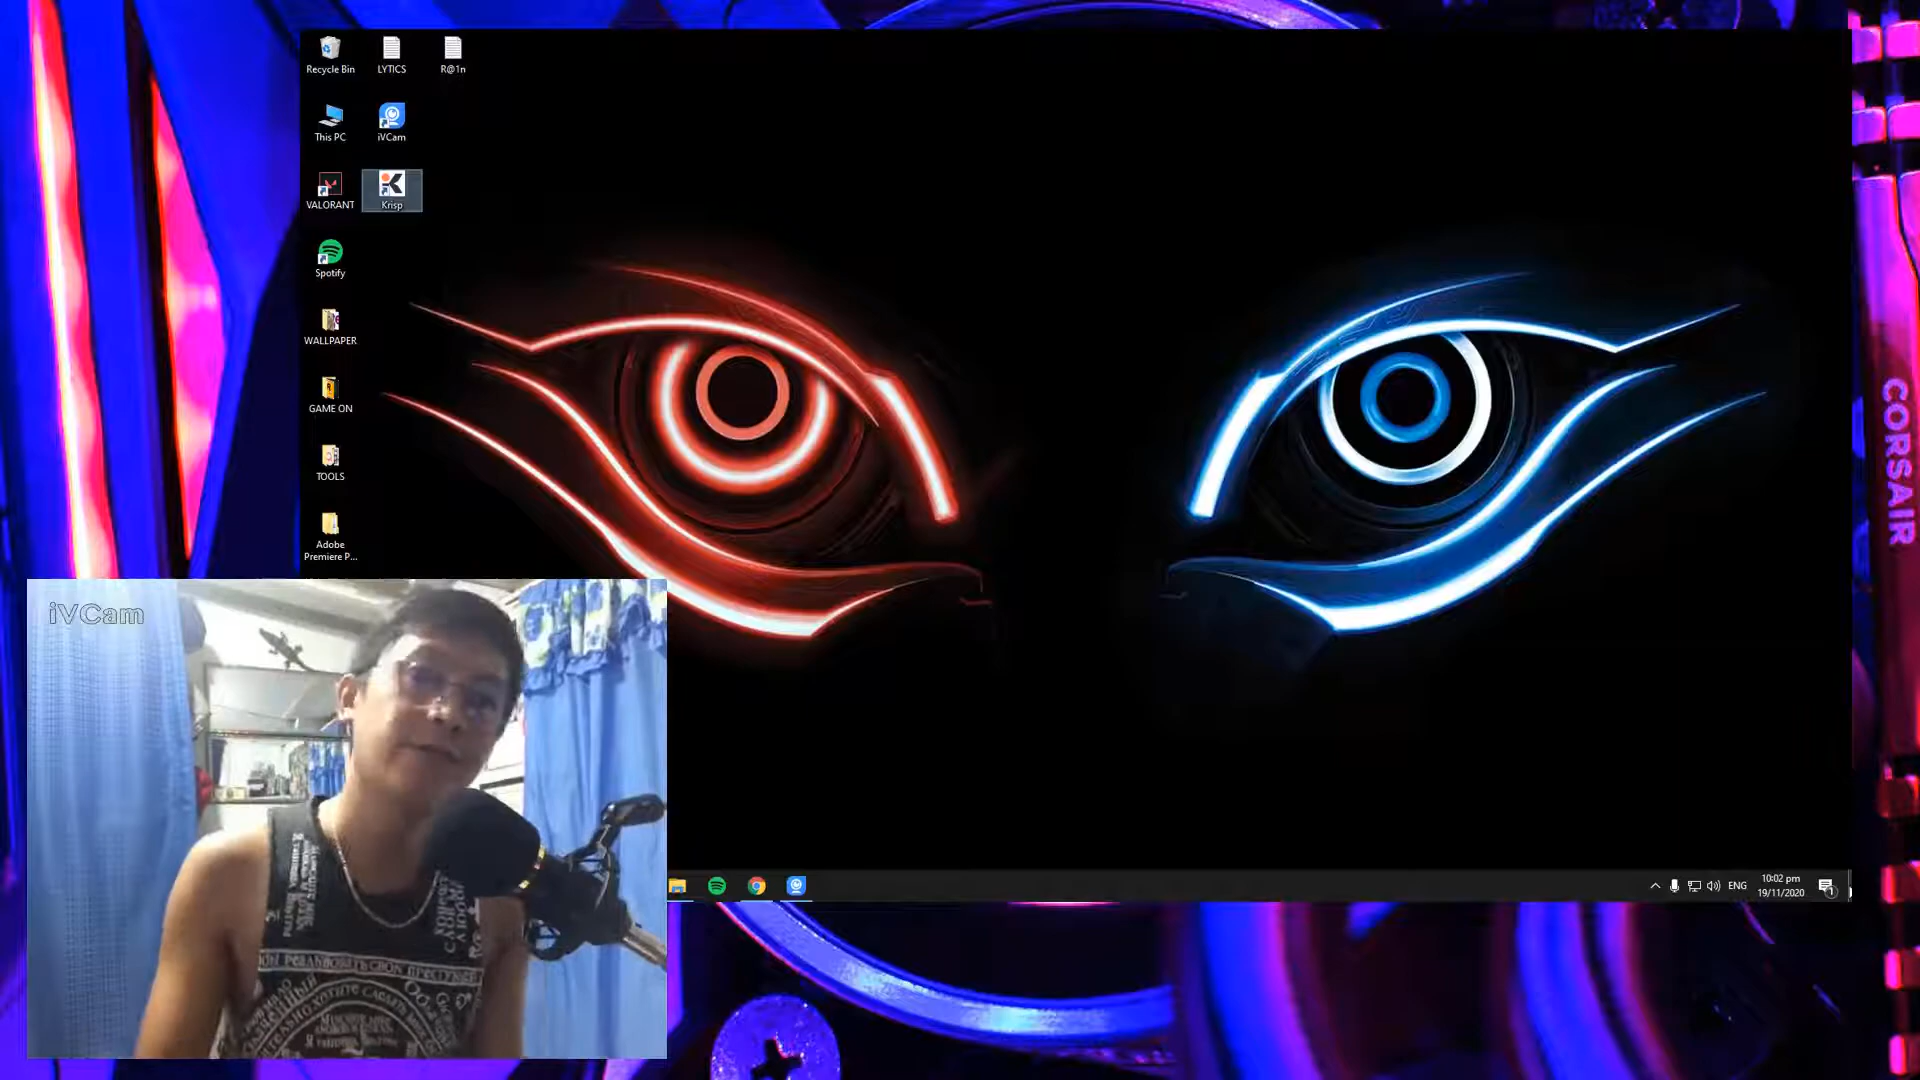 Recycle Bin
LYTICS
R@1n
This PC
iVCam
VALORANT
Krisp
Spotify
WALLPAPER
GAME ON
TOOLS
Adobe
Premiere P...
CORSAIR
iVCam
ENG
10:02 pm
19/11/2020
1